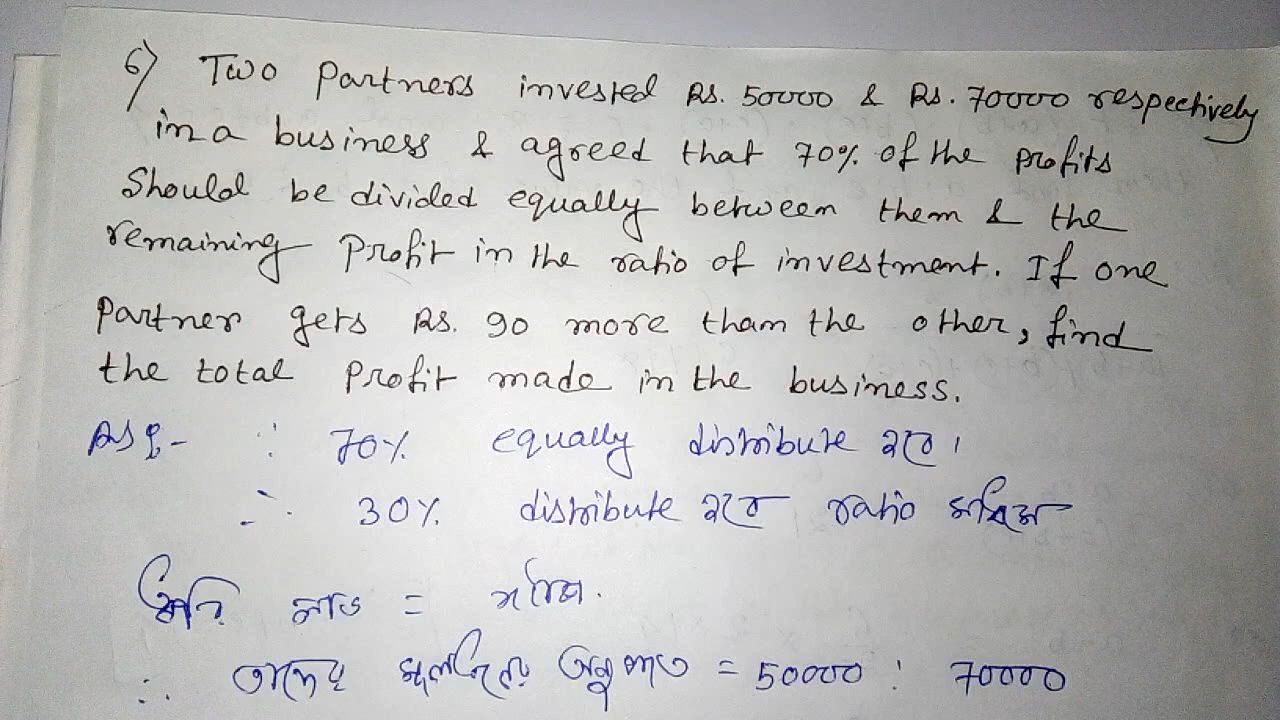 6) Two Partners invested Rs. 50000 & Rs. 70000 respectively
in a business & agreed that 70% of the profits
Should be divided equally between them & the
remaining Profit in the ratio of investment. If one
Partner gets Rs. 90 more than the other, find
the total Profit made in the business.
∵ 70% equally distribute হবে।
∴ 30% distribute হবে ratio
লাভ =
∴ তাদের মূলধনের অনুপাত = 50000 : 70000